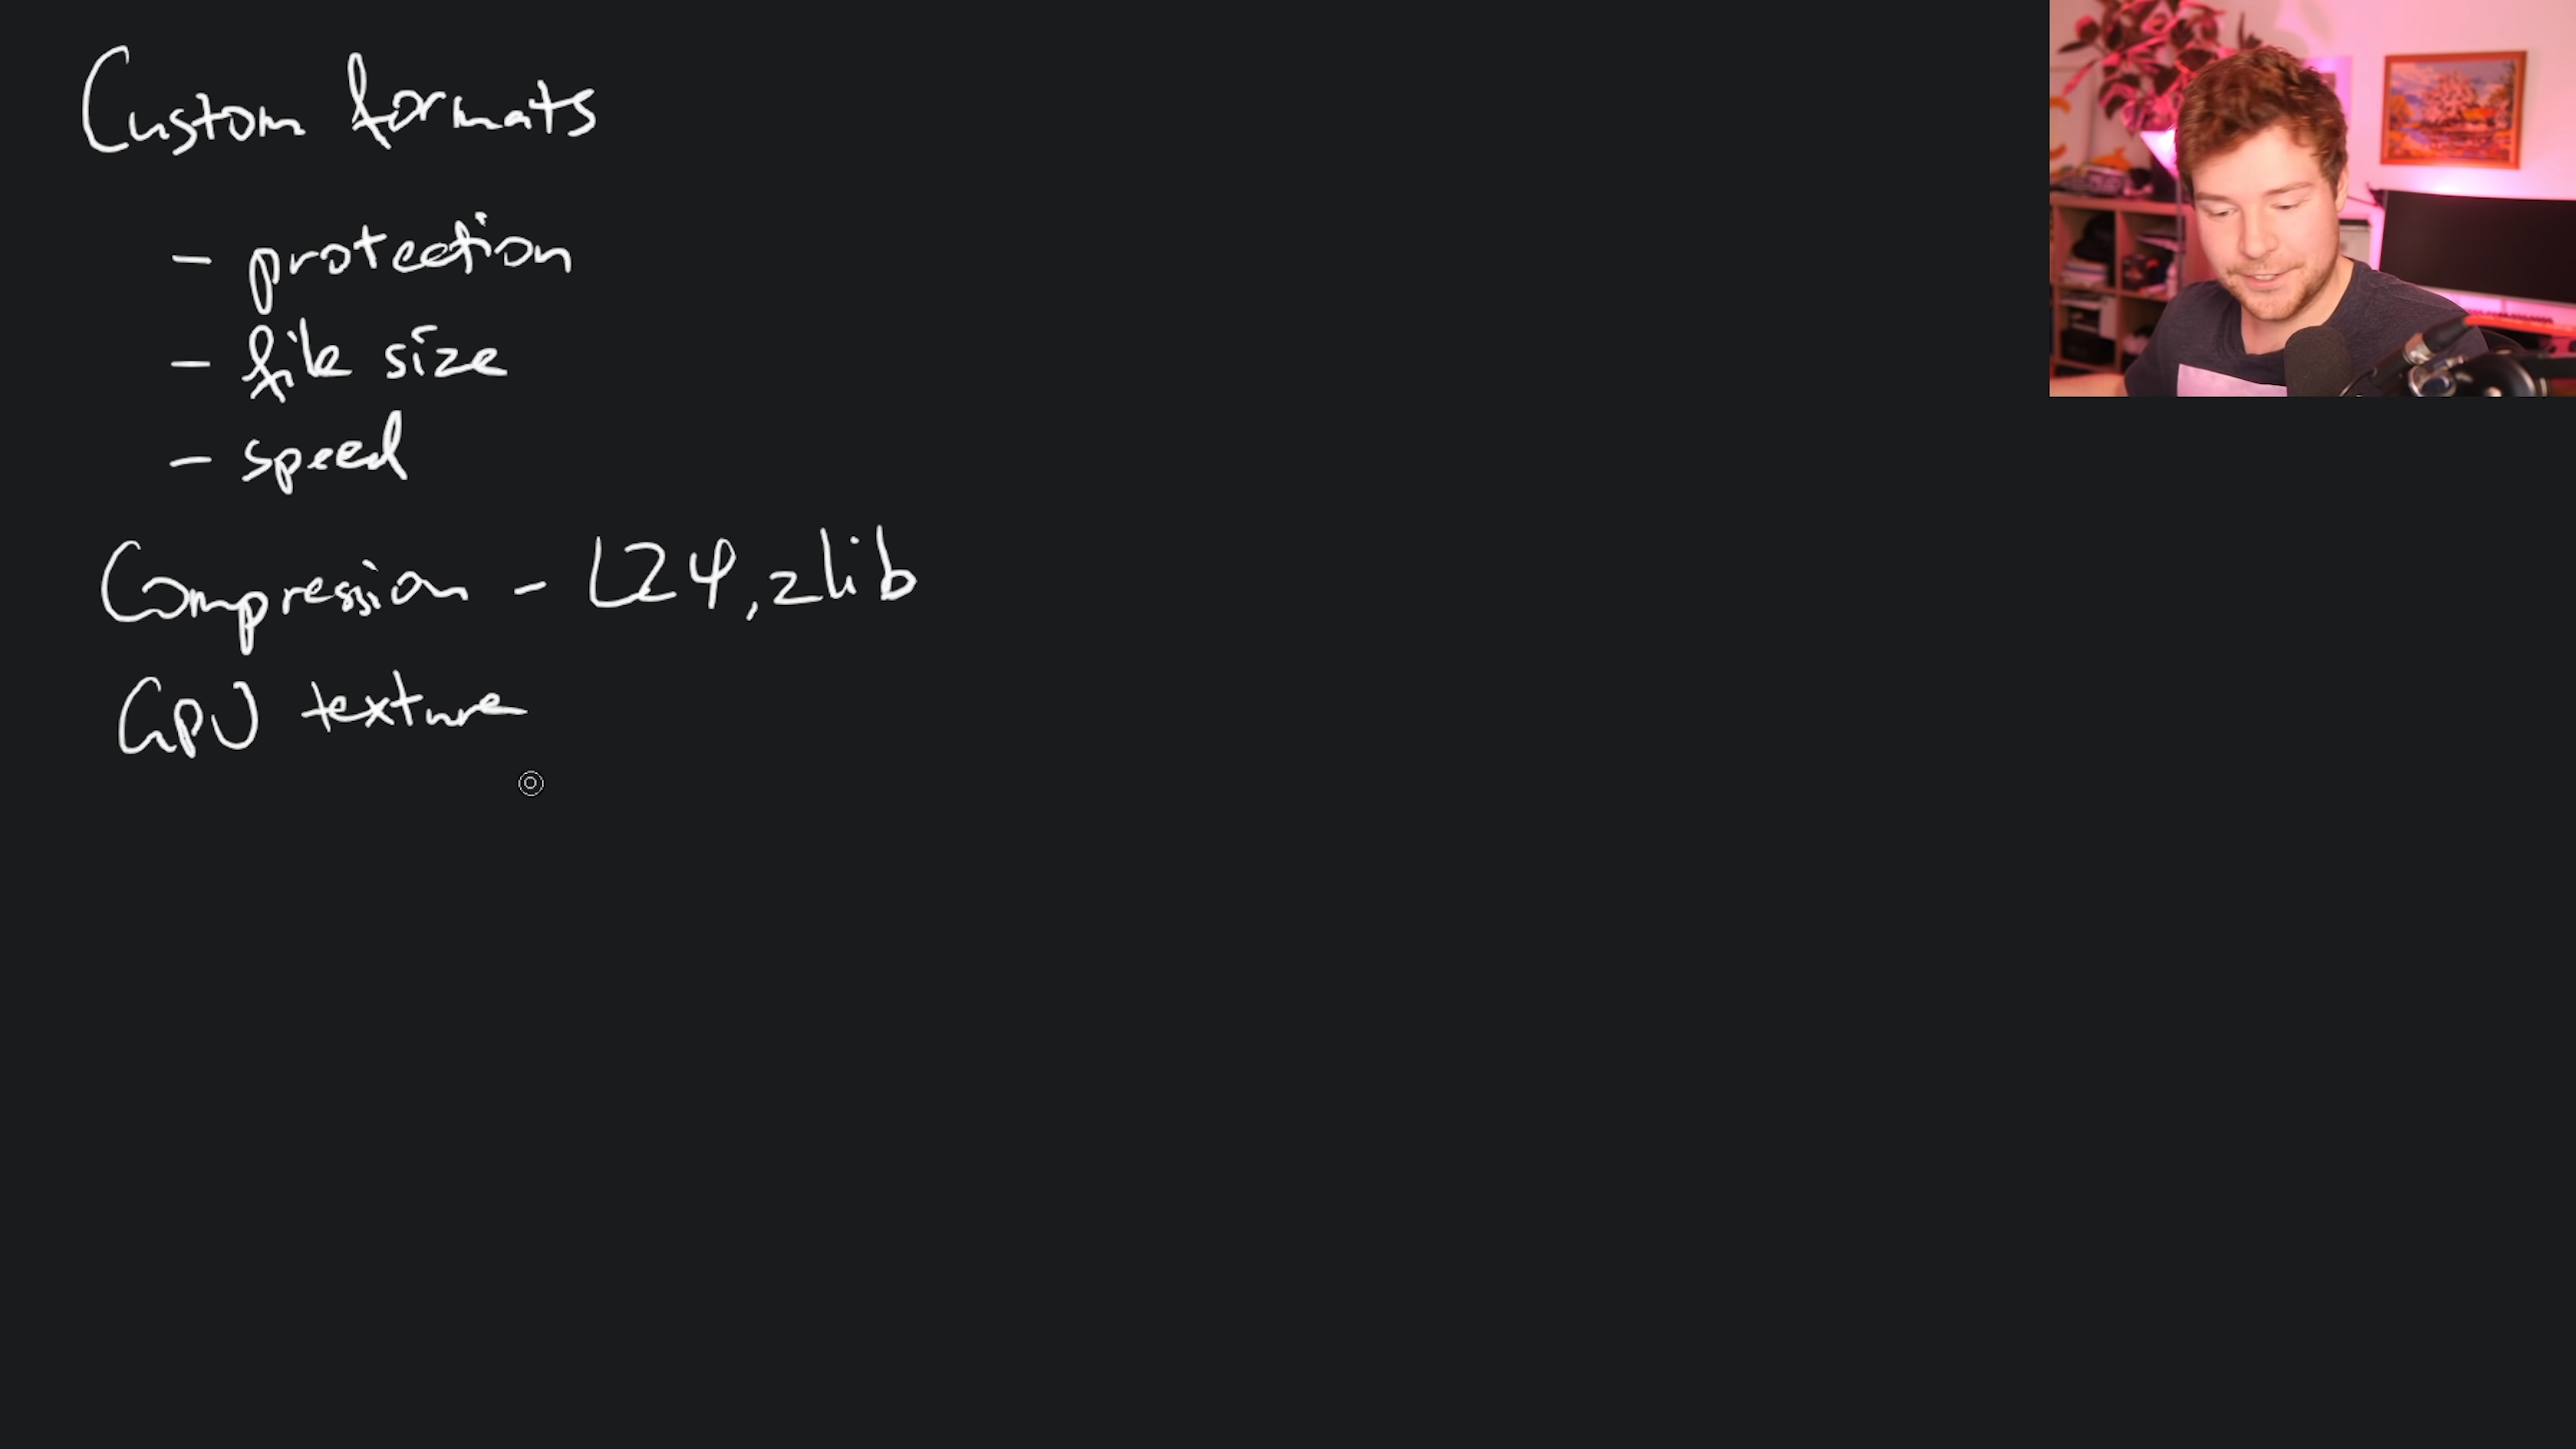 Custom formats
- protection
- file size
- speed
Compression - LZ4, zlib
GPU texture